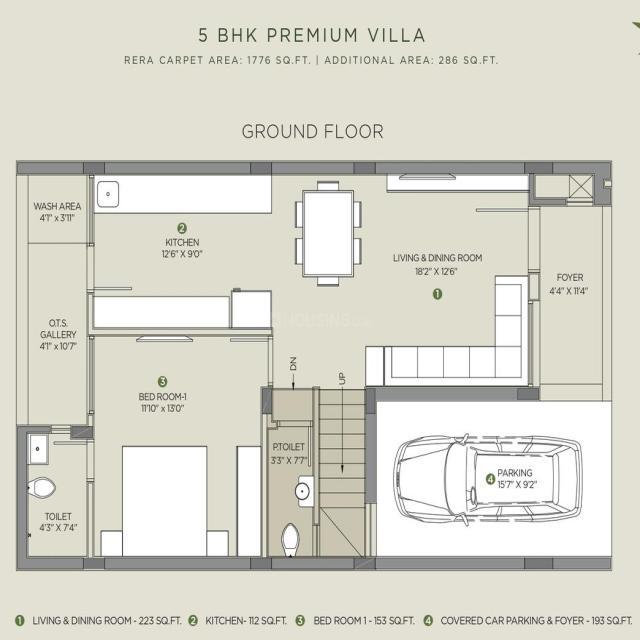 5 BHK PREMIUM VILLA
RERA CARPET AREA: 1776 SQ.FT. | ADDITIONAL AREA: 286 SQ.FT.
GROUND FLOOR
WASH AREA
4'1" x 3'11"
2
KITCHEN
12'6" X 9'0"
LIVING & DINING ROOM
18'2" X 12'6"
1
FOYER
4'4" X 11'4"
O.T.S.
GALLERY
4'1" x 10'7"
HOUSING.COM
3
BED ROOM-1
11'10" x 13'0"
DN
UP
P.TOILET
3'3" X 7'7"
4 PARKING
15'7" X 9'2"
TOILET
4'3" X 7'4"
1 LIVING & DINING ROOM - 223 SQ.FT. 2 KITCHEN- 112 SQ.FT. 3 BED ROOM 1 - 153 SQ.FT. 4 COVERED CAR PARKING & FOYER - 193 SQ.FT.